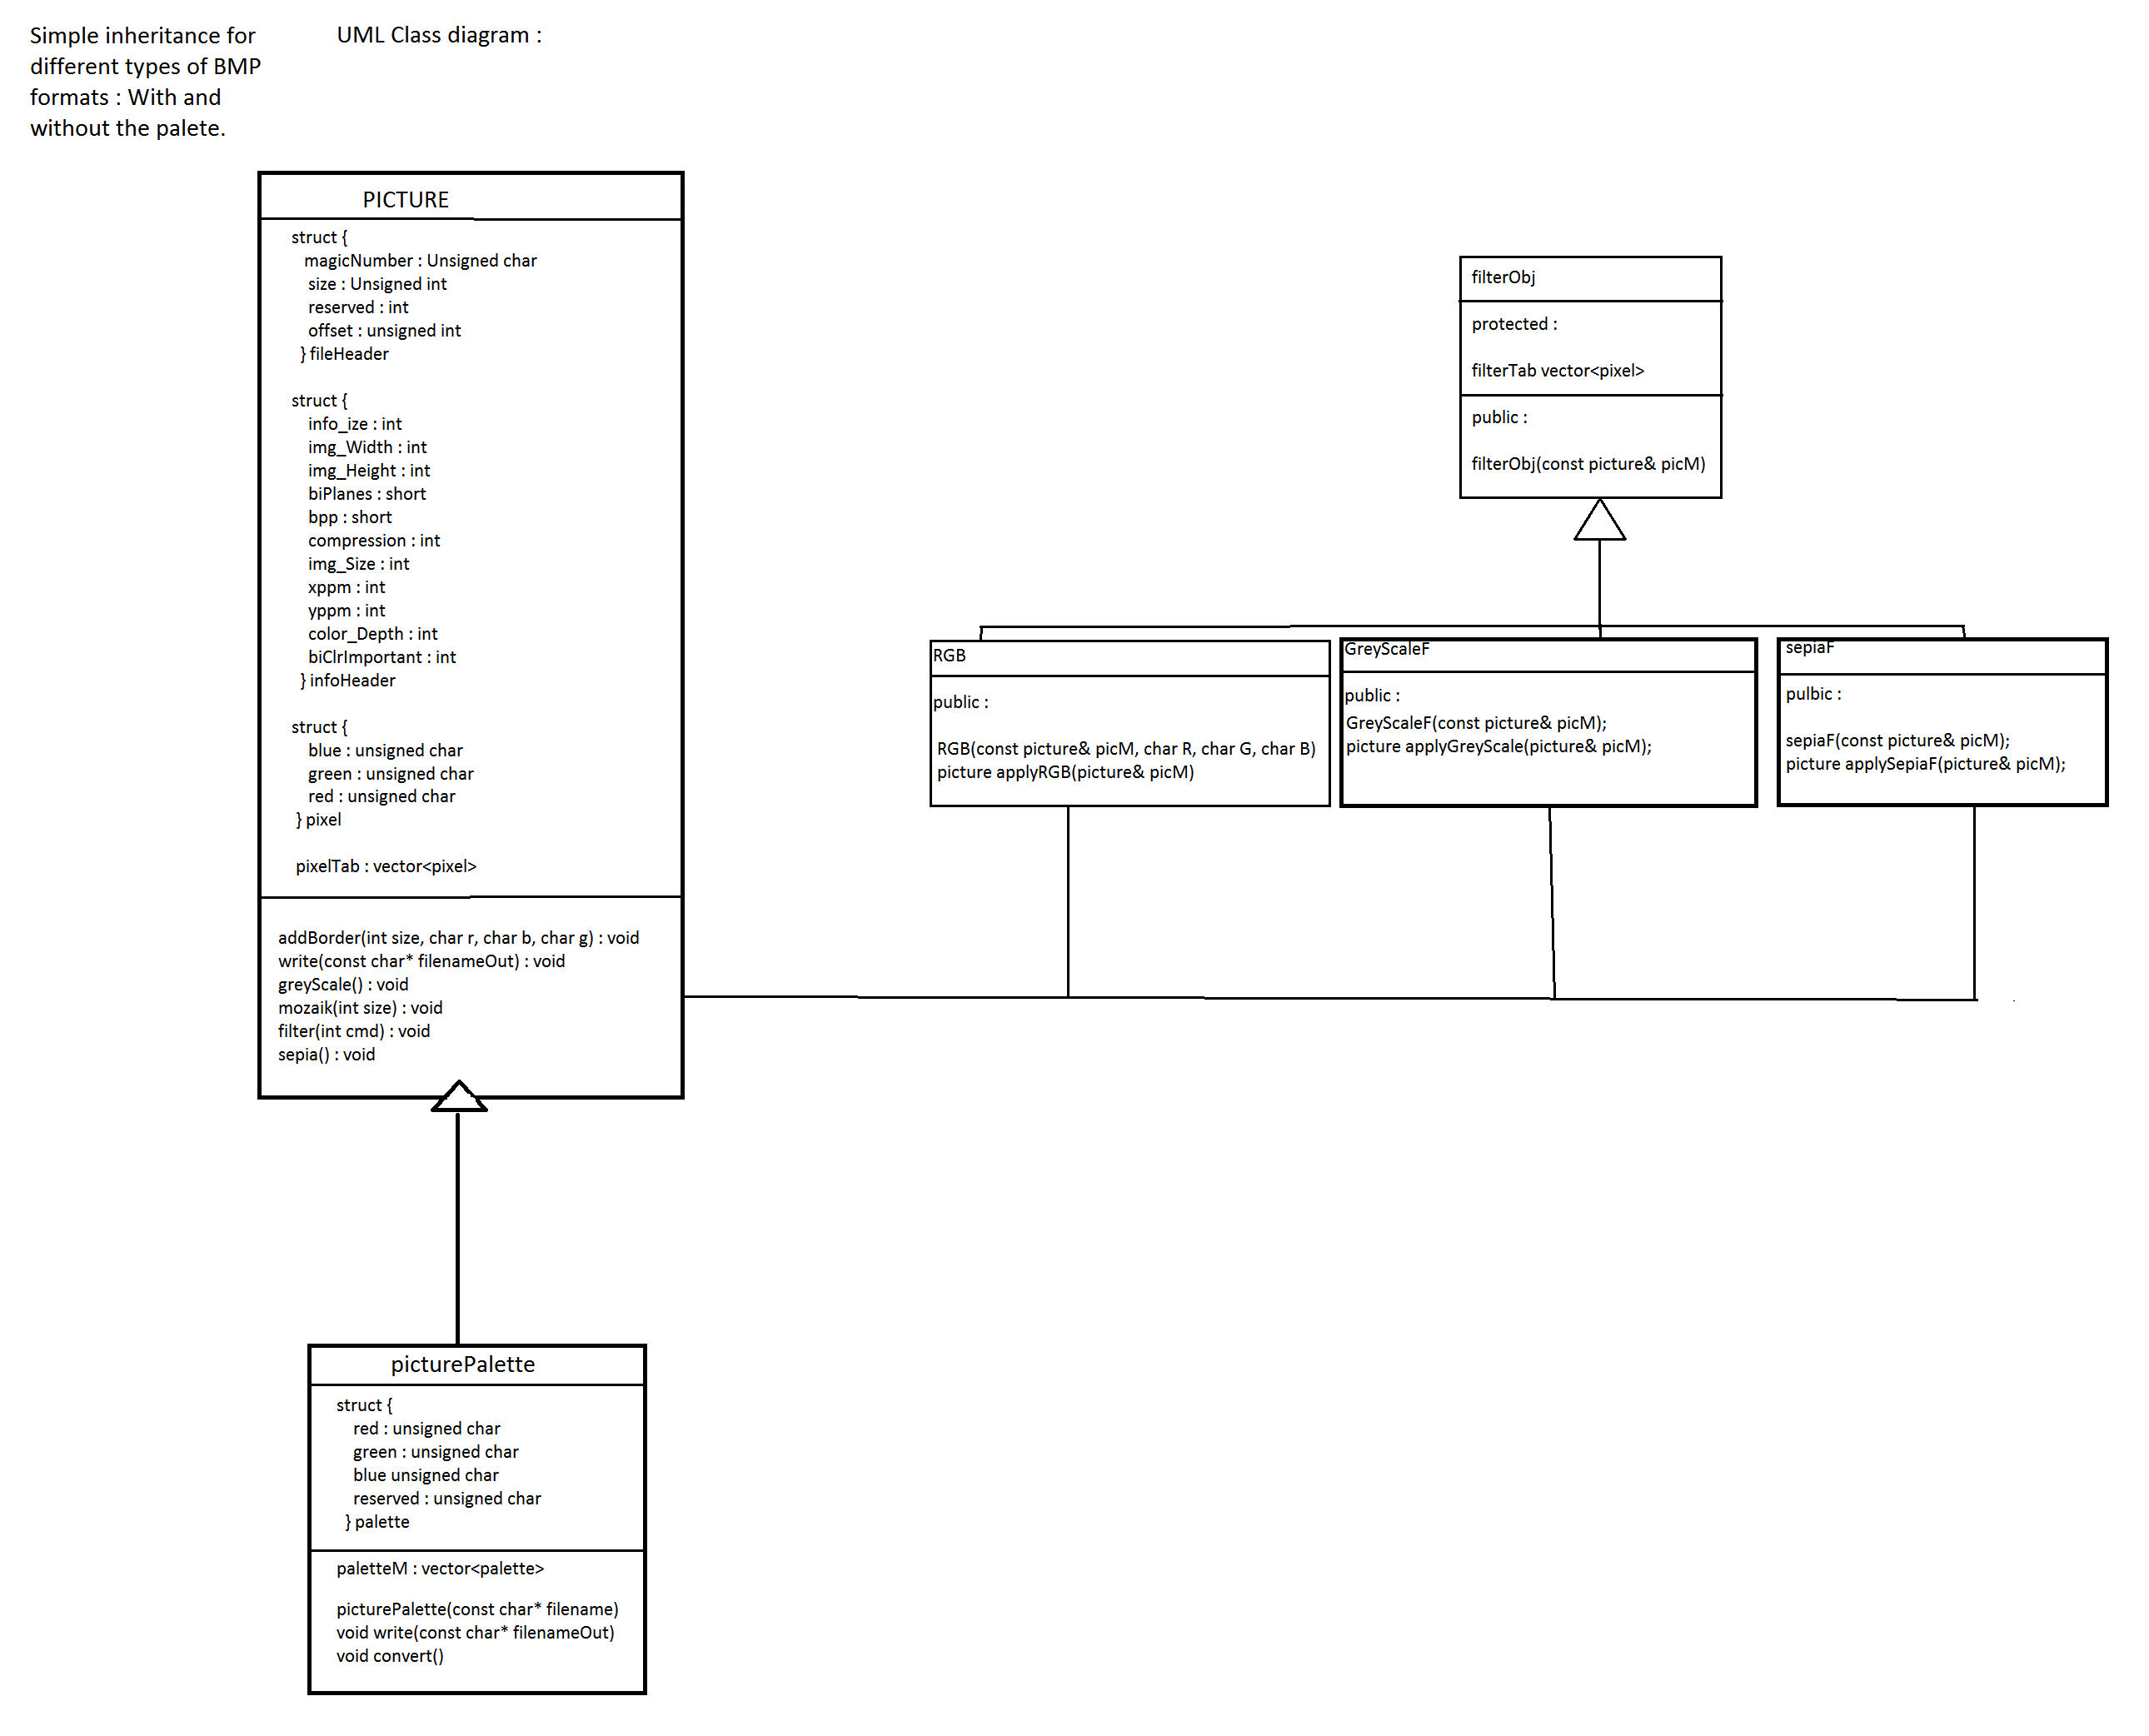 Simple inheritance for
different types of BMP
formats : With and
without the palete.
UML Class diagram :
PICTURE
struct {
magicNumber : Unsigned char
size : Unsigned int
reserved : int
offset : unsigned int
} fileHeader
struct {
info_ize : int
img_Width : int
img_Height : int
biPlanes : short
bpp : short
compression : int
img_Size : int
xppm : int
yppm : int
color_Depth : int
biClrImportant : int
} infoHeader
struct {
blue : unsigned char
green : unsigned char
red : unsigned char
} pixel
pixelTab : vector<pixel>
addBorder(int size, char r, char b, char g) : void
write(const char* filenameOut) : void
greyScale() : void
mozaik(int size) : void
filter(int cmd) : void
sepia() : void
filterObj
protected :
filterTab vector<pixel>
public :
filterObj(const picture& picM)
RGB
public :
RGB(const picture& picM, char R, char G, char B)
picture applyRGB(picture& picM)
GreyScaleF
public :
GreyScaleF(const picture& picM);
picture applyGreyScale(picture& picM);
sepiaF
pulbic :
sepiaF(const picture& picM);
picture applySepiaF(picture& picM);
picturePalette
struct {
red : unsigned char
green : unsigned char
blue unsigned char
reserved : unsigned char
} palette
paletteM : vector<palette>
picturePalette(const char* filename)
void write(const char* filenameOut)
void convert()